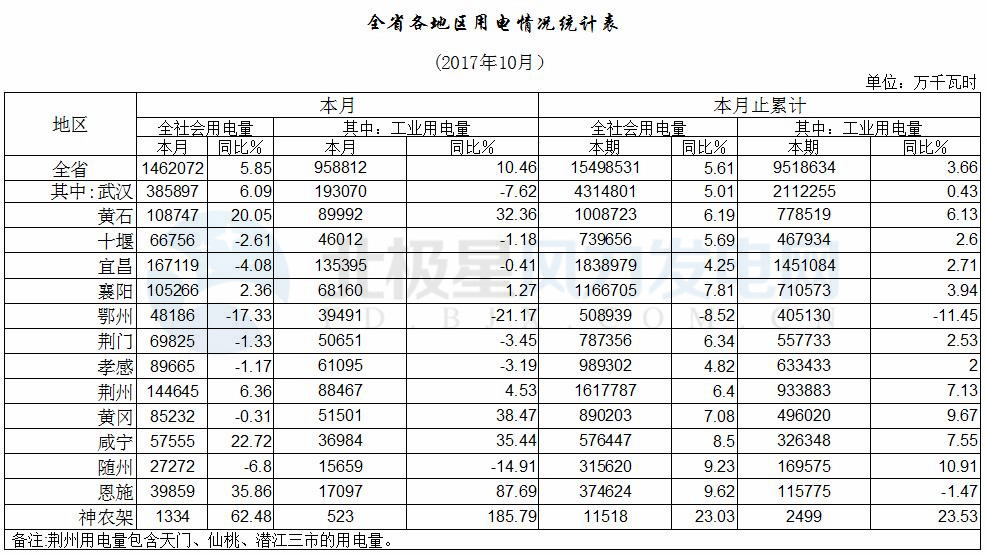 全省各地区用电情况统计表
(2017年10月)
单位：万千瓦时
地区 本月 本月止累计
全社会用电量 其中：工业用电量 全社会用电量 其中：工业用电量
本月 同比% 本月 同比% 本期 同比% 本期 同比%
全省 1462072 5.85 958812 10.46 15498531 5.61 9518634 3.66
其中:武汉 385897 6.09 193070 -7.62 4314801 5.01 2112255 0.43
黄石 108747 20.05 89992 32.36 1008723 6.19 778519 6.13
十堰 66756 -2.61 46012 -1.18 739656 5.69 467934 2.6
宜昌 167119 -4.08 135395 -0.41 1838979 4.25 1451084 2.71
襄阳 105266 2.36 68160 1.27 1166705 7.81 710573 3.94
鄂州 48186 -17.33 39491 -21.17 508939 -8.52 405130 -11.45
荆门 69825 -1.33 50651 -3.45 787356 6.34 557733 2.53
孝感 89665 -1.17 61095 -3.19 989302 4.82 633433 2
荆州 144645 6.36 88467 4.53 1617787 6.4 933883 7.13
黄冈 85232 -0.31 51501 38.47 890203 7.08 496020 9.67
咸宁 57555 22.72 36984 35.44 576447 8.5 326348 7.55
随州 27272 -6.8 15659 -14.91 315620 9.23 169575 10.91
恩施 39859 35.86 17097 87.69 374624 9.62 115775 -1.47
神农架 1334 62.48 523 185.79 11518 23.03 2499 23.53
备注:荆州用电量包含天门、仙桃、潜江三市的用电量。
北极星风力发电网
FD.BJX.COM.CN